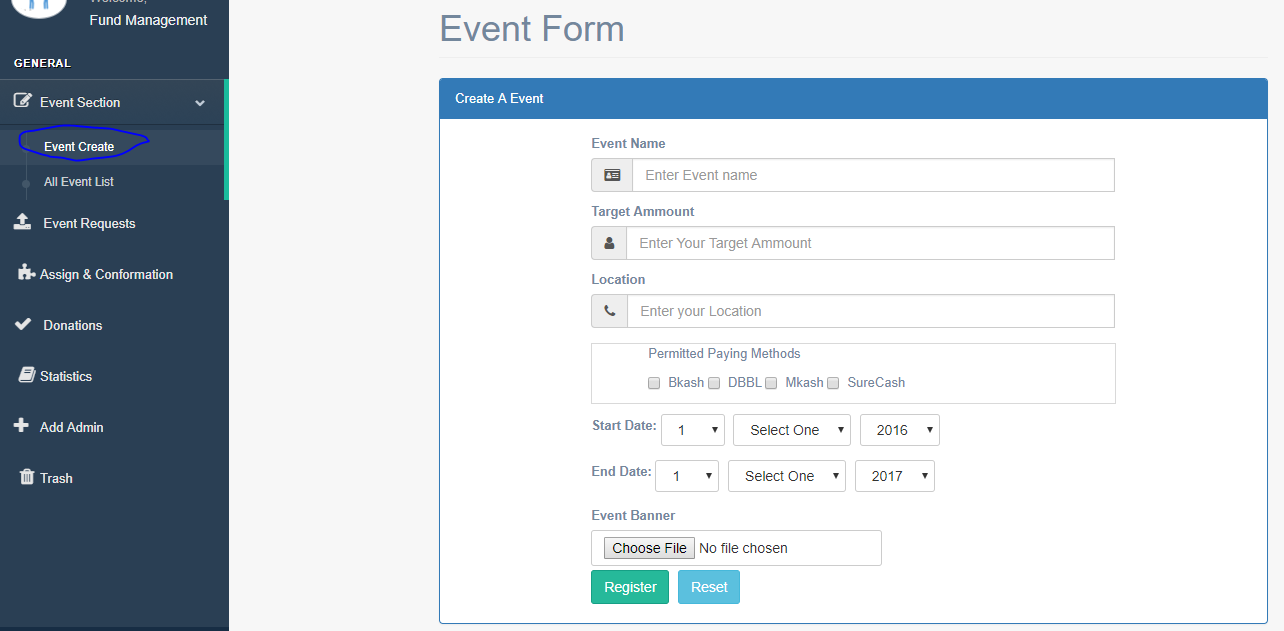 Welcome,
Fund Management
GENERAL
Event Section
Event Create
All Event List
Event Requests
Assign & Conformation
Donations
Statistics
Add Admin
Trash
Event Form
Create A Event
Event Name
Enter Event name
Target Ammount
Enter Your Target Ammount
Location
Enter your Location
Permitted Paying Methods
Bkash DBBL Mkash SureCash
Start Date: 1 Select One 2016
End Date: 1 Select One 2017
Event Banner
Choose File No file chosen
Register Reset